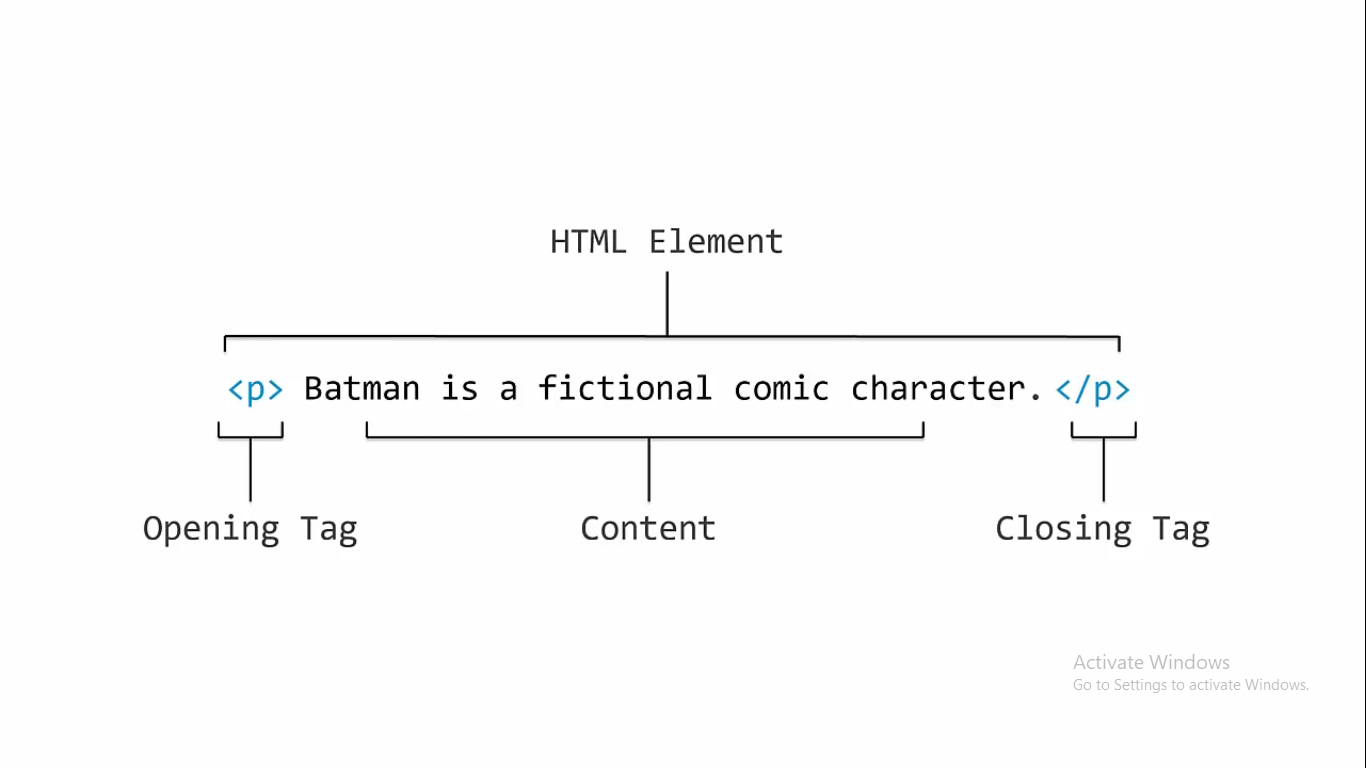 HTML Element
<p> Batman is a fictional comic character. </p>
Opening Tag
Content
Closing Tag
Activate Windows
Go to Settings to activate Windows.